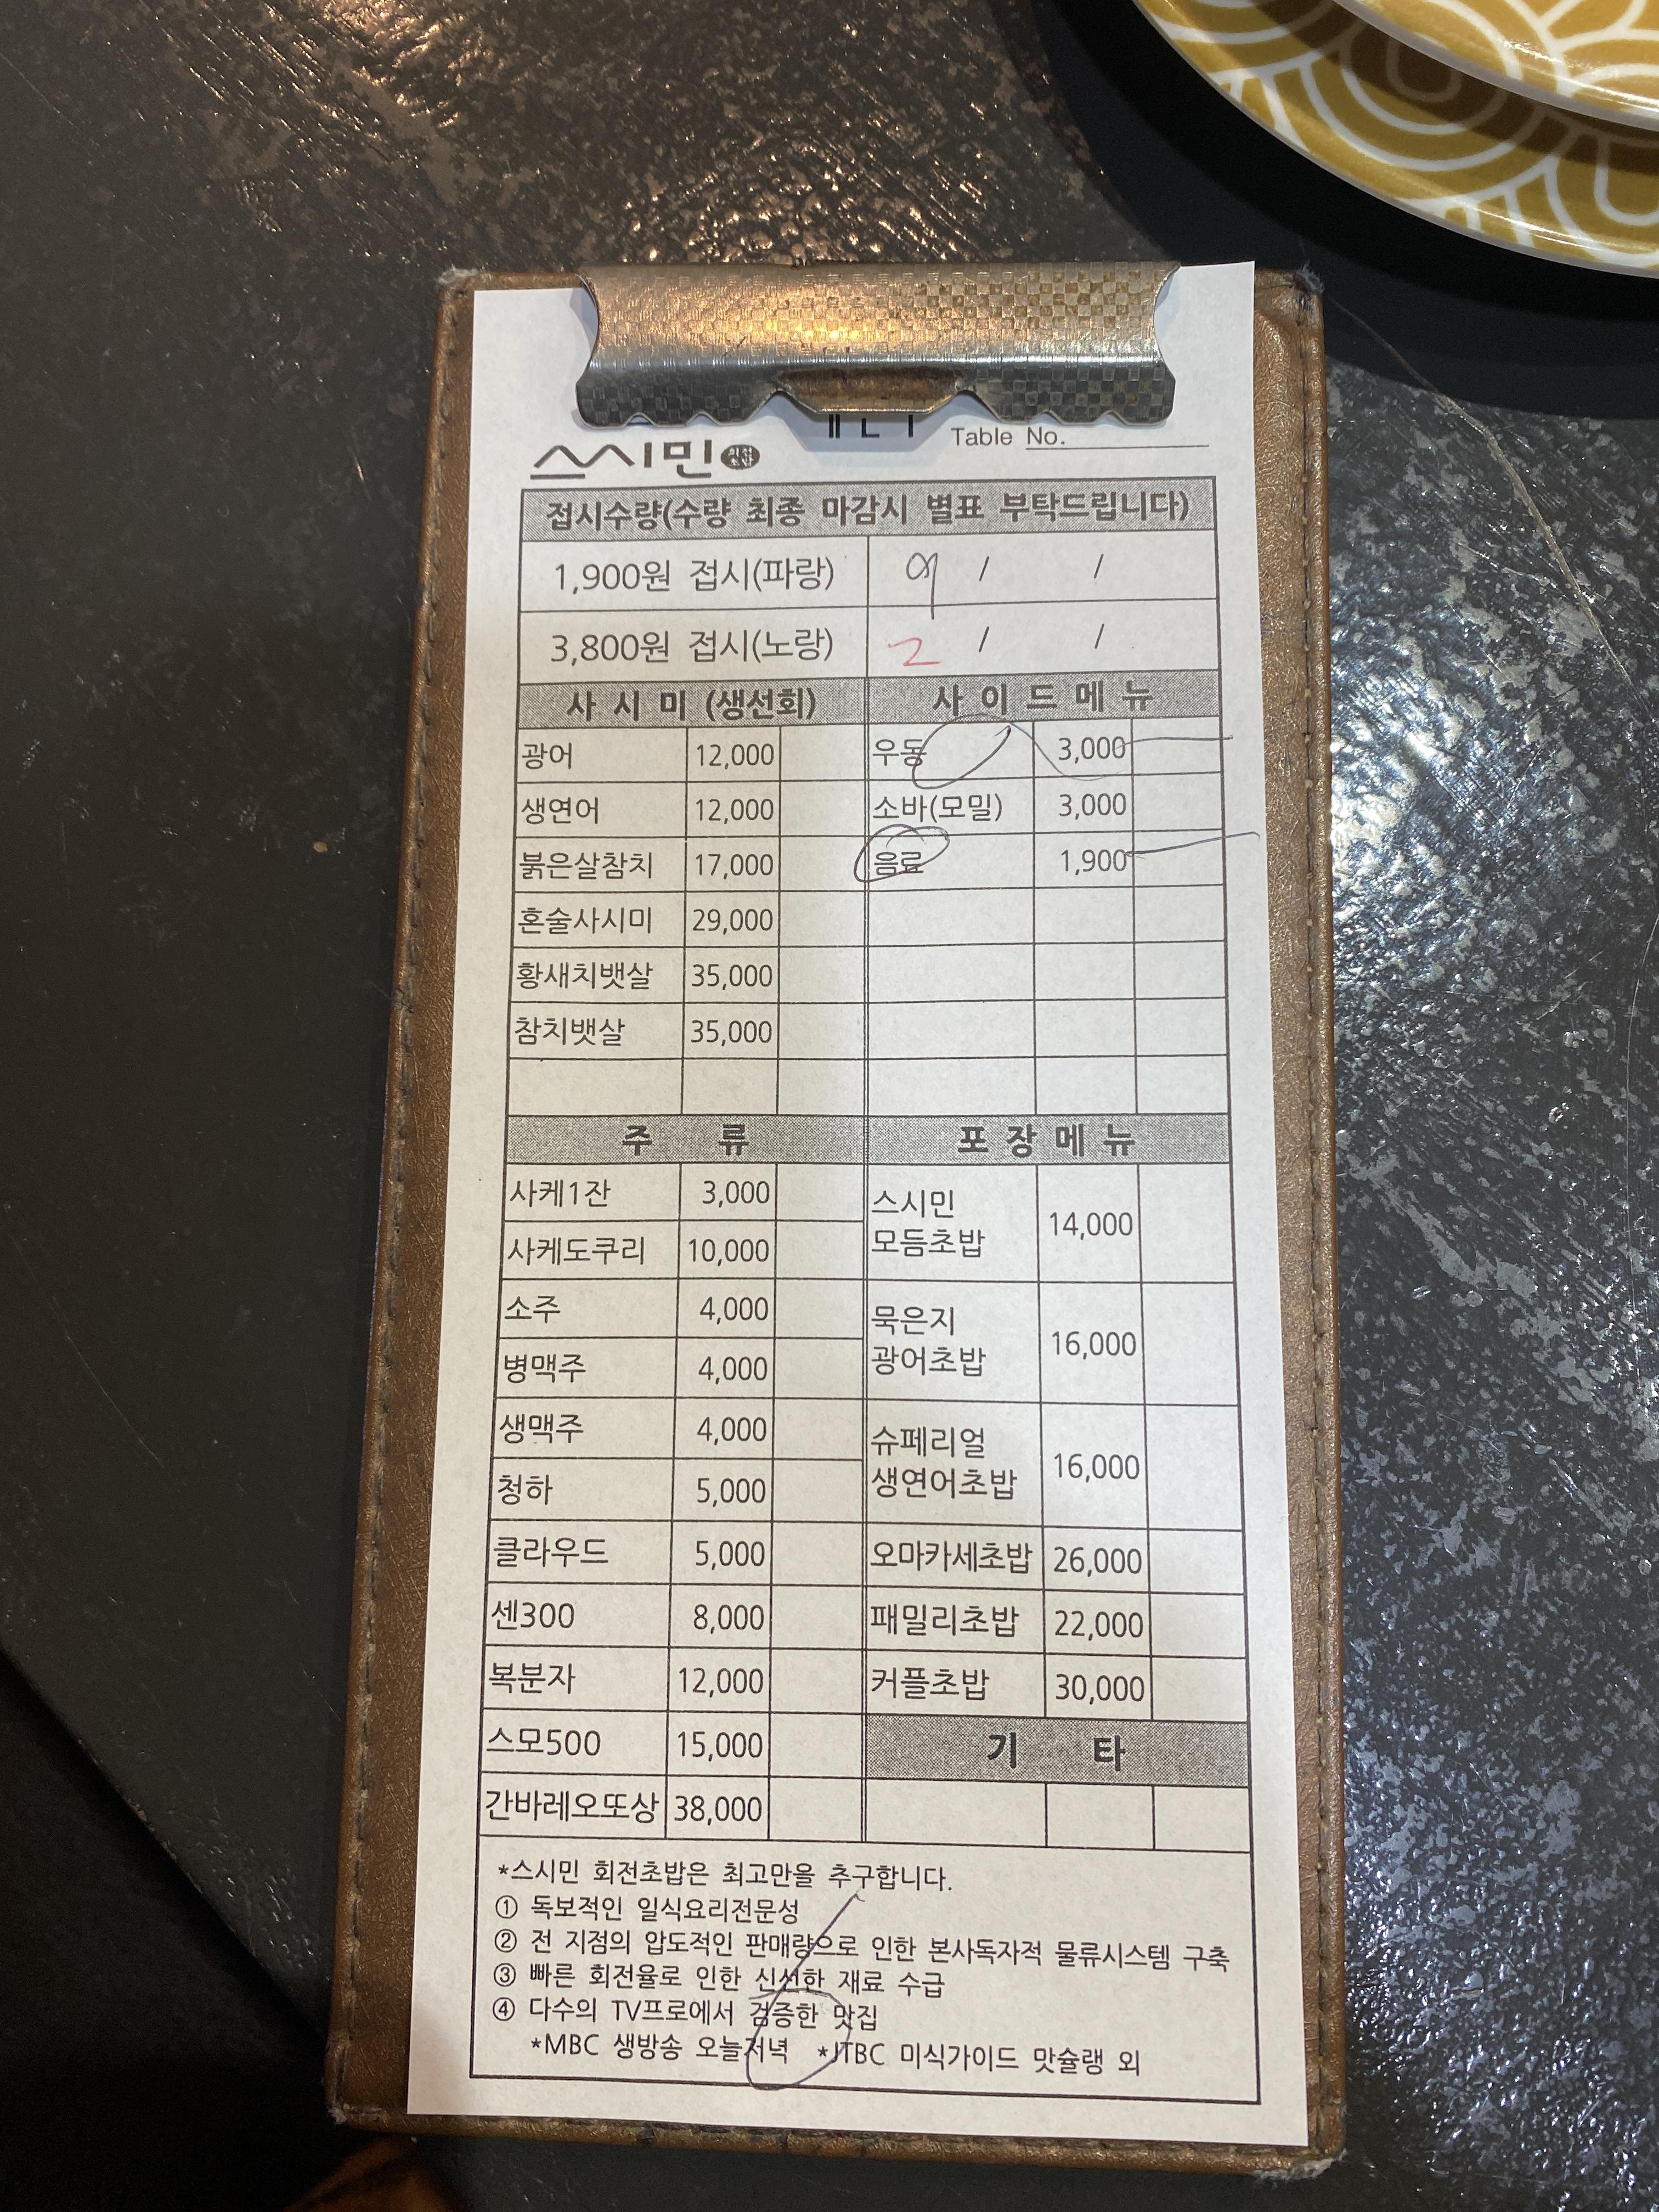 스시민 Table No.
접시수량(수량 최종 마감시 별표 부탁드립니다)
1,900원 접시(파랑) 9 / /
3,800원 접시(노랑) 2 / /
사시미 (생선회) 사이드메뉴
광어 12,000 우동 3,000
생연어 12,000 소바(모밀) 3,000
붉은살참치 17,000 음료 1,900
혼술사시미 29,000
황새치뱃살 35,000
참치뱃살 35,000
주류 포장메뉴
사케1잔 3,000
사케도쿠리 10,000
소주 4,000
병맥주 4,000
생맥주 4,000
청하 5,000
클라우드 5,000
센300 8,000
복분자 12,000
스모500 15,000
간바레오또상 38,000
스시민
모듬초밥 14,000
묵은지
광어초밥 16,000
슈페리얼
생연어초밥 16,000
오마카세초밥 26,000
패밀리초밥 22,000
커플초밥 30,000
기타
*스시민 회전초밥은 최고만을 추구합니다.
① 독보적인 일식요리전문성
② 전 지점의 압도적인 판매량으로 인한 본사독자적 물류시스템 구축
③ 빠른 회전율로 인한 신선한 재료 수급
④ 다수의 TV프로에서 검증한 맛집
*MBC 생방송 오늘저녁 *JTBC 미식가이드 맛슐랭 외